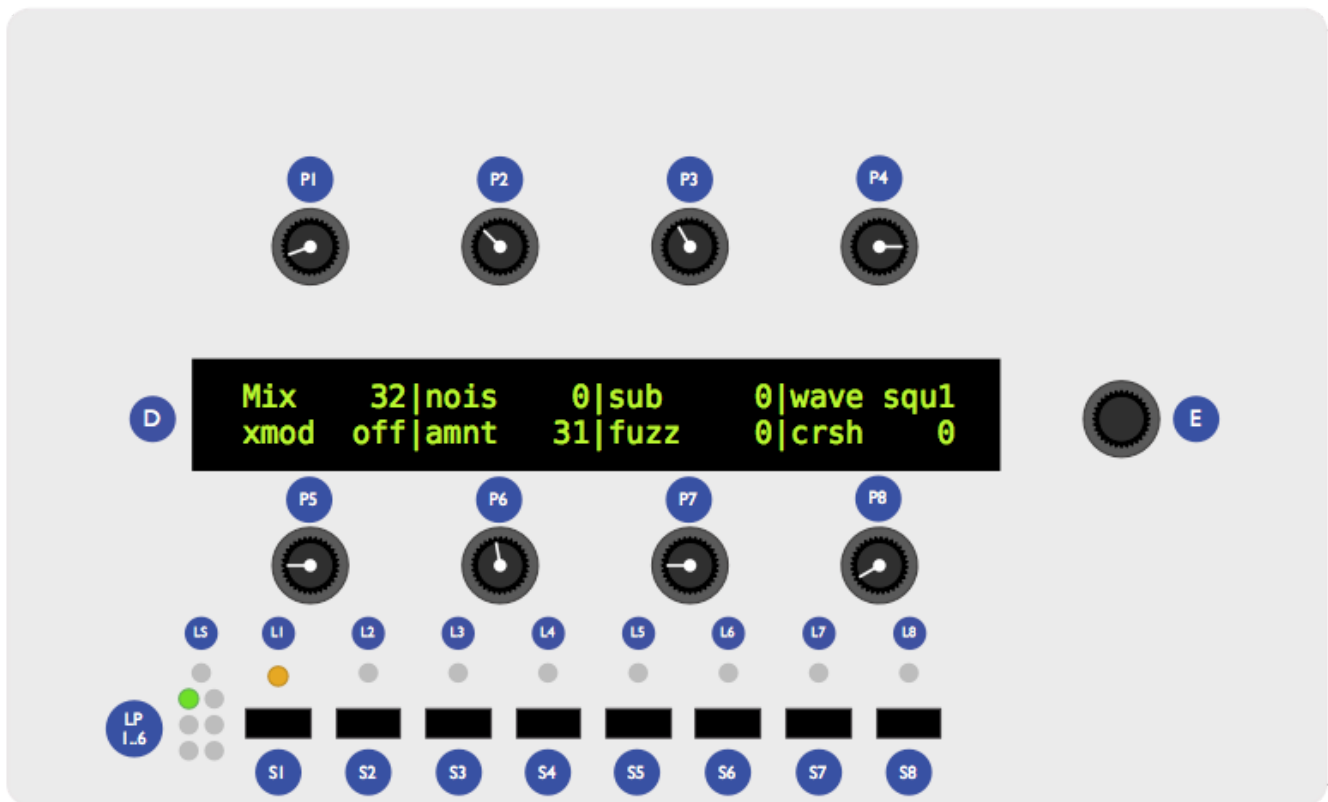 P1 P2 P3 P4
D
Mix 32|nois 0|sub 0|wave squ1
xmod off|amnt 31|fuzz 0|crsh 0
E
P5 P6 P7 P8
LS L1 L2 L3 L4 L5 L6 L7 L8
LP
1..6
S1 S2 S3 S4 S5 S6 S7 S8